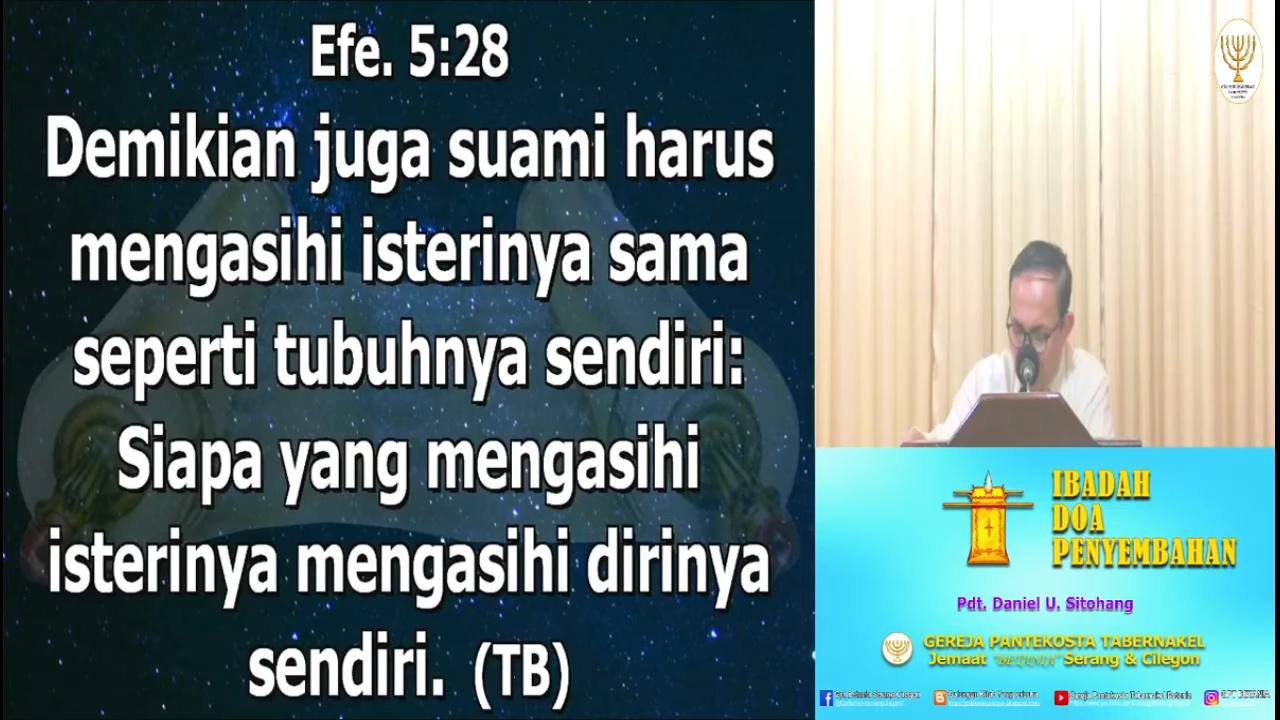 Efe. 5:28
Demikian juga suami harus
mengasihi isterinya sama
seperti tubuhnya sendiri:
Siapa yang mengasihi
isterinya mengasihi dirinya
sendiri. (TB)
IBADAH
DOA
PENYEMBAHAN
Pdt. Daniel U. Sitohang
GEREJA PANTEKOSTA TABERNAKEL
Jemaat "BETANIA" Serang & Cilegon